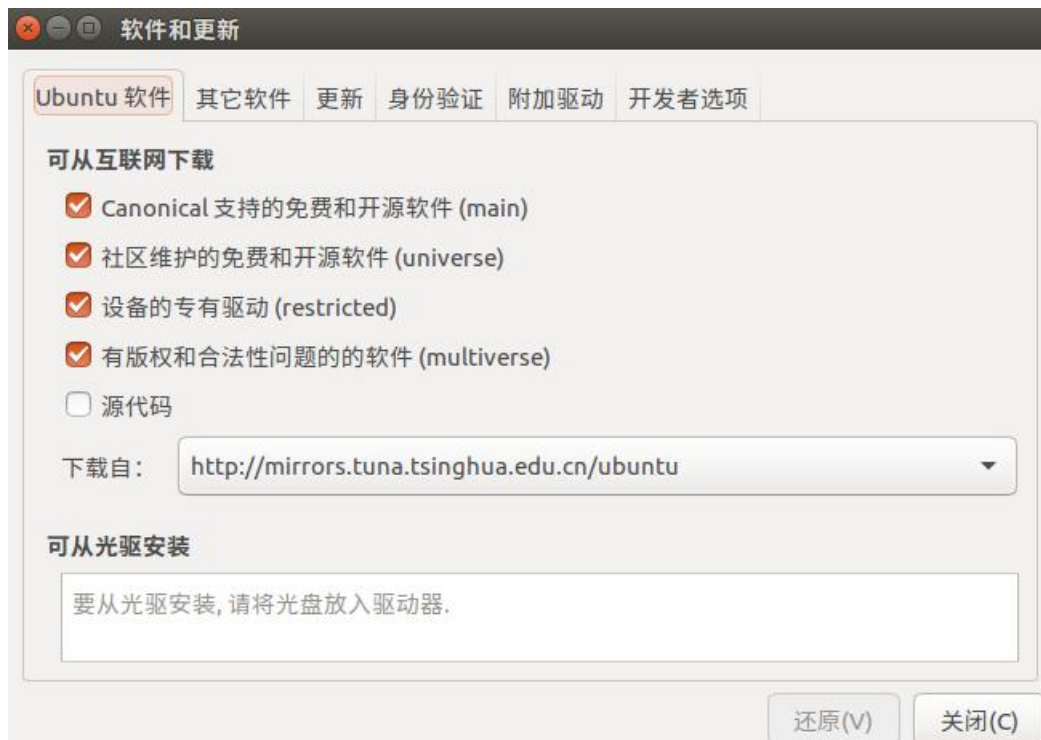 软件和更新
Ubuntu 软件 其它软件 更新 身份验证 附加驱动 开发者选项
可从互联网下载
Canonical 支持的免费和开源软件 (main)
社区维护的免费和开源软件 (universe)
设备的专有驱动 (restricted)
有版权和合法性问题的的软件 (multiverse)
源代码
下载自： http://mirrors.tuna.tsinghua.edu.cn/ubuntu
可从光驱安装
要从光驱安装, 请将光盘放入驱动器.
还原(V) 关闭(C)